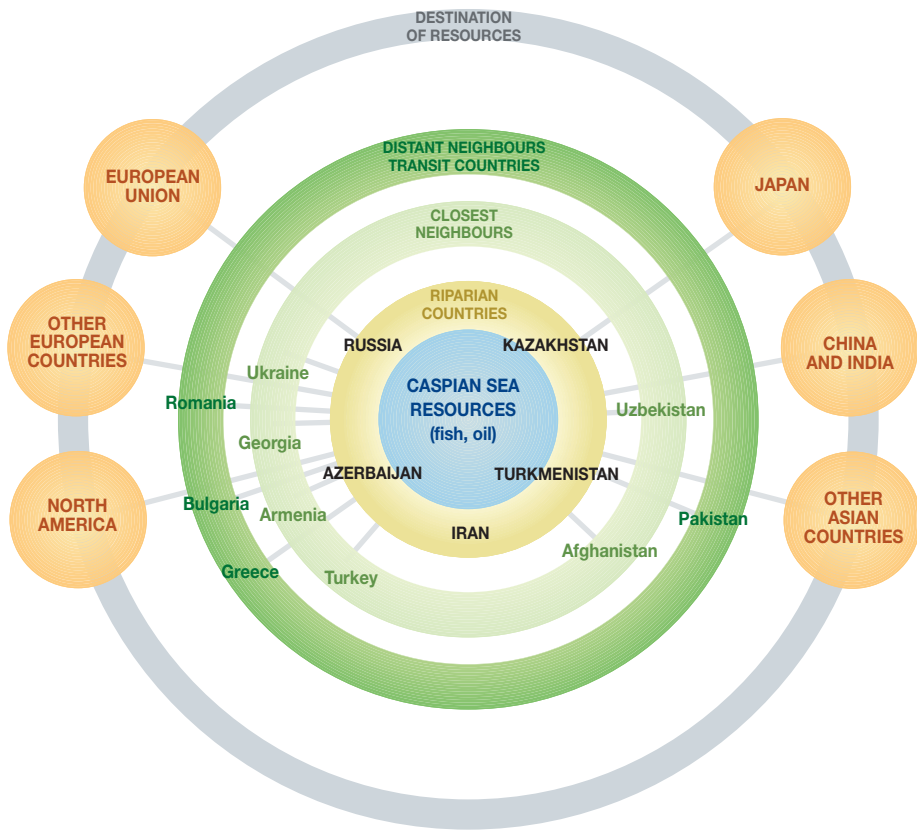 DESTINATION
OF RESOURCES
DISTANT NEIGHBOURS
TRANSIT COUNTRIES
EUROPEAN
UNION
JAPAN
CLOSEST
NEIGHBOURS
RIPARIAN
COUNTRIES
OTHER
EUROPEAN
COUNTRIES
CHINA
AND INDIA
RUSSIA
KAZAKHSTAN
Ukraine
CASPIAN SEA
RESOURCES
(fish, oil)
Romania
Uzbekistan
Georgia
AZERBAIJAN
TURKMENISTAN
NORTH
AMERICA
Bulgaria
Armenia
Pakistan
OTHER
ASIAN
COUNTRIES
IRAN
Afghanistan
Greece
Turkey